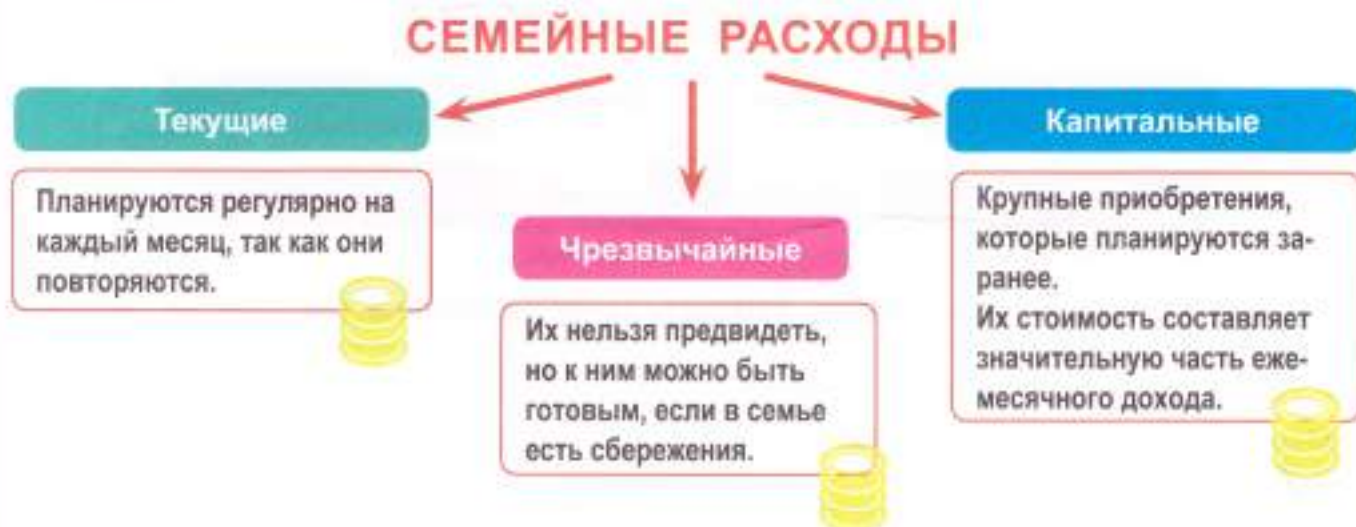 СЕМЕЙНЫЕ РАСХОДЫ
Текущие
Планируются регулярно на
каждый месяц, так как они
повторяются.
Чрезвычайные
Их нельзя предвидеть,
но к ним можно быть
готовым, если в семье
есть сбережения.
Капитальные
Крупные приобретения,
которые планируются за-
ранее.
Их стоимость составляет
значительную часть еже-
месячного дохода.